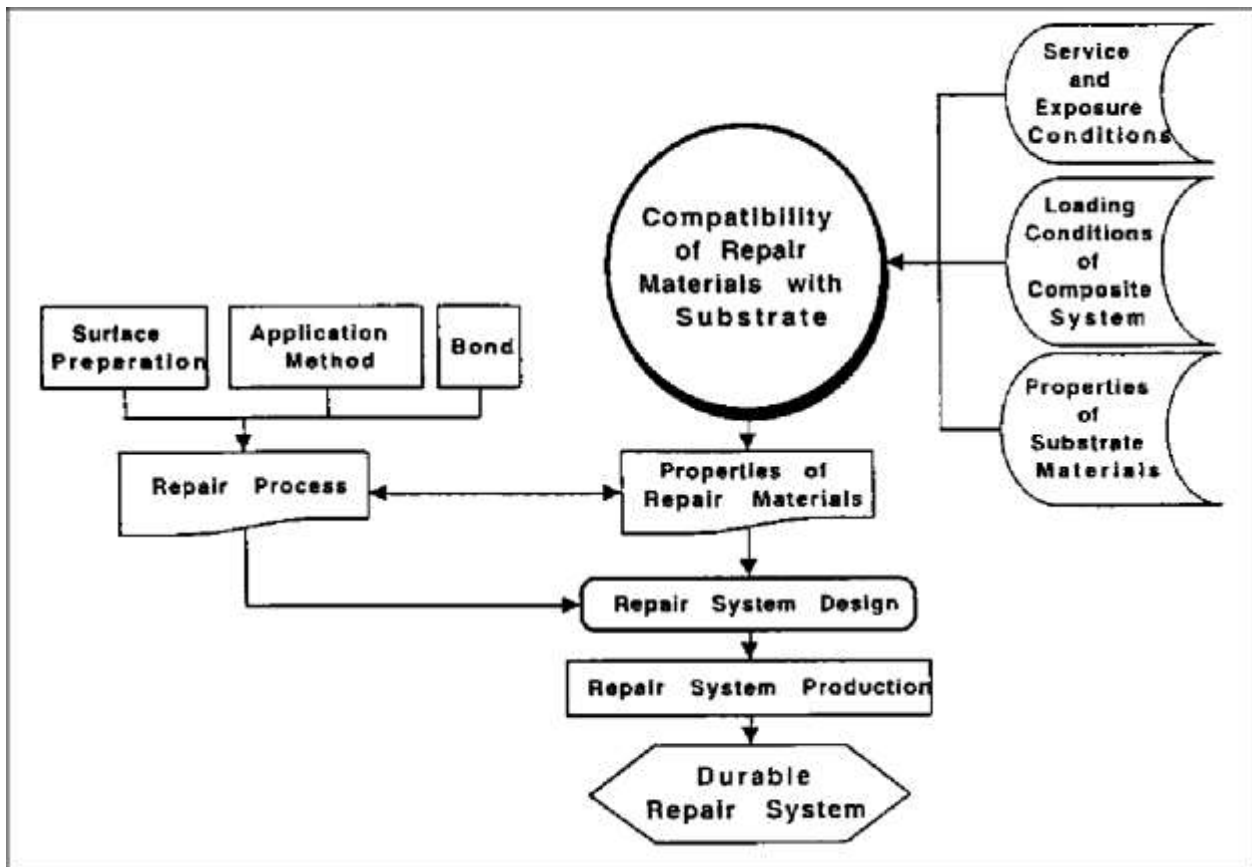 Service
and
Exposure
Conditions
Compatibility
of Repair
Materials with
Substrate
Loading
Conditions
of
Composite
System
Surface
Preparation
Application
Method
Bond
Properties
of
Substrate
Materials
Repair Process
Properties of
Repair Materials
Repair System Design
Repair System Production
Durable
Repair System